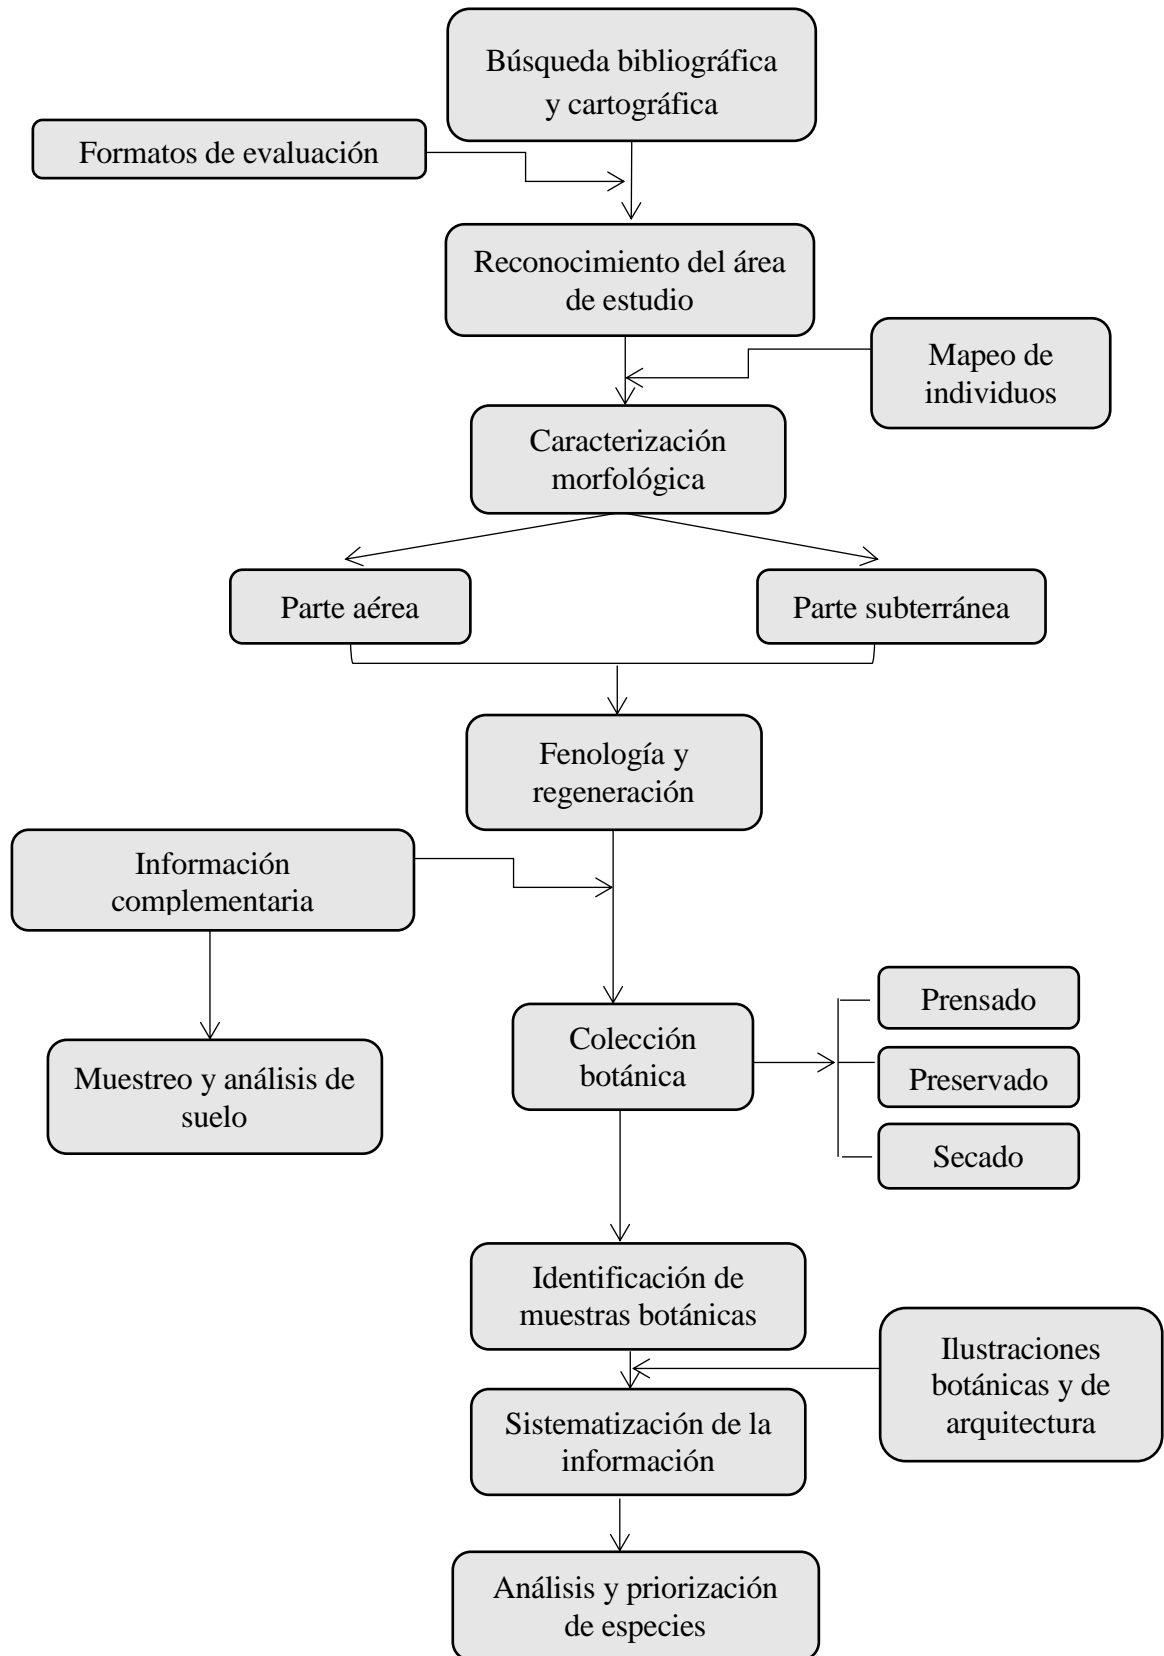 Búsqueda bibliográfica
y cartográfica
Formatos de evaluación
Reconocimiento del área
de estudio
Mapeo de
individuos
Caracterización
morfológica
Parte aérea
Parte subterránea
Fenología y
regeneración
Información
complementaria
Muestreo y análisis de
suelo
Colección
botánica
Prensado
Preservado
Secado
Identificación de
muestras botánicas
Ilustraciones
botánicas y de
arquitectura
Sistematización de la
información
Análisis y priorización
de especies